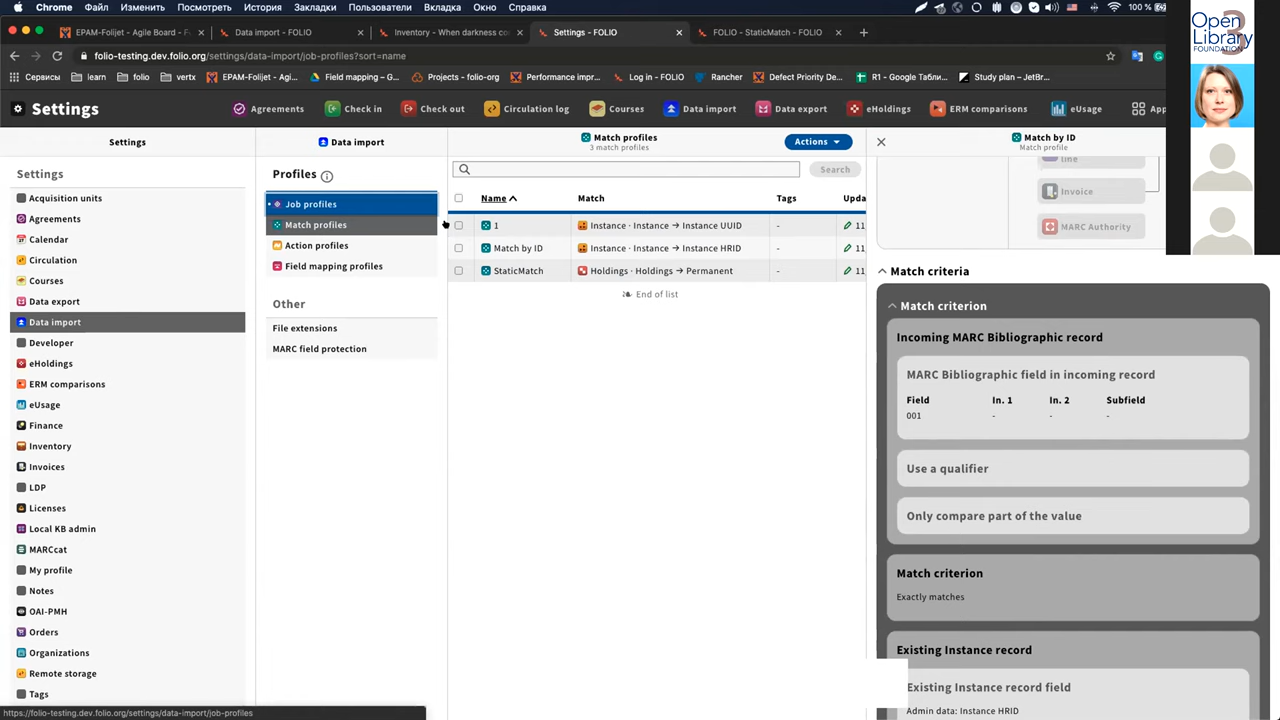 Chrome Файл Изменить Посмотреть История Закладки Пользователи Вкладка Окно Справка 100 %
EPAM-Folijet - Agile Board - Fo
Data import - FOLIO
Inventory - When darkness co
Settings - FOLIO
FOLIO - StaticMatch - FOLIO
folio-testing.dev.folio.org/settings/data-import/job-profiles?sort=name
Сервисы learn folio vertx EPAM-Folijet Field mapping – G... Projects - folio-org Performance impr... Log in - FOLIO Rancher Defect Priority De... R1 - Google Табли... Study plan – JetBr...
Settings
Agreements
Check in
Check out
Circulation log
Courses
Data import
Data export
eHoldings
ERM comparisons
eUsage
Open
Library
FOUNDATION
3
Settings
Settings
Acquisition units
Agreements
Calendar
Circulation
Courses
Data export
Data import
Developer
eHoldings
ERM comparisons
eUsage
Finance
Inventory
Invoices
LDP
Licenses
Local KB admin
MARCcat
My profile
Notes
OAI-PMH
Orders
Organizations
Remote storage
Tags
Data import
Profiles
Job profiles
Match profiles
Action profiles
Field mapping profiles
Other
File extensions
MARC field protection
Match profiles
3 match profiles
Actions
Search
Name Match Tags Upda
1 Instance · Instance → Instance UUID - 11
Match by ID Instance · Instance → Instance HRID - 11
StaticMatch Holdings · Holdings → Permanent - 11
End of list
Match by ID
Match profile
line
Invoice
MARC Authority
Match criteria
Match criterion
Incoming MARC Bibliographic record
MARC Bibliographic field in incoming record
Field In. 1 In. 2 Subfield
001 - - -
Use a qualifier
Only compare part of the value
Match criterion
Exactly matches
Existing Instance record
Existing Instance record field
Admin data: Instance HRID
https://folio-testing.dev.folio.org/settings/data-import/job-profiles